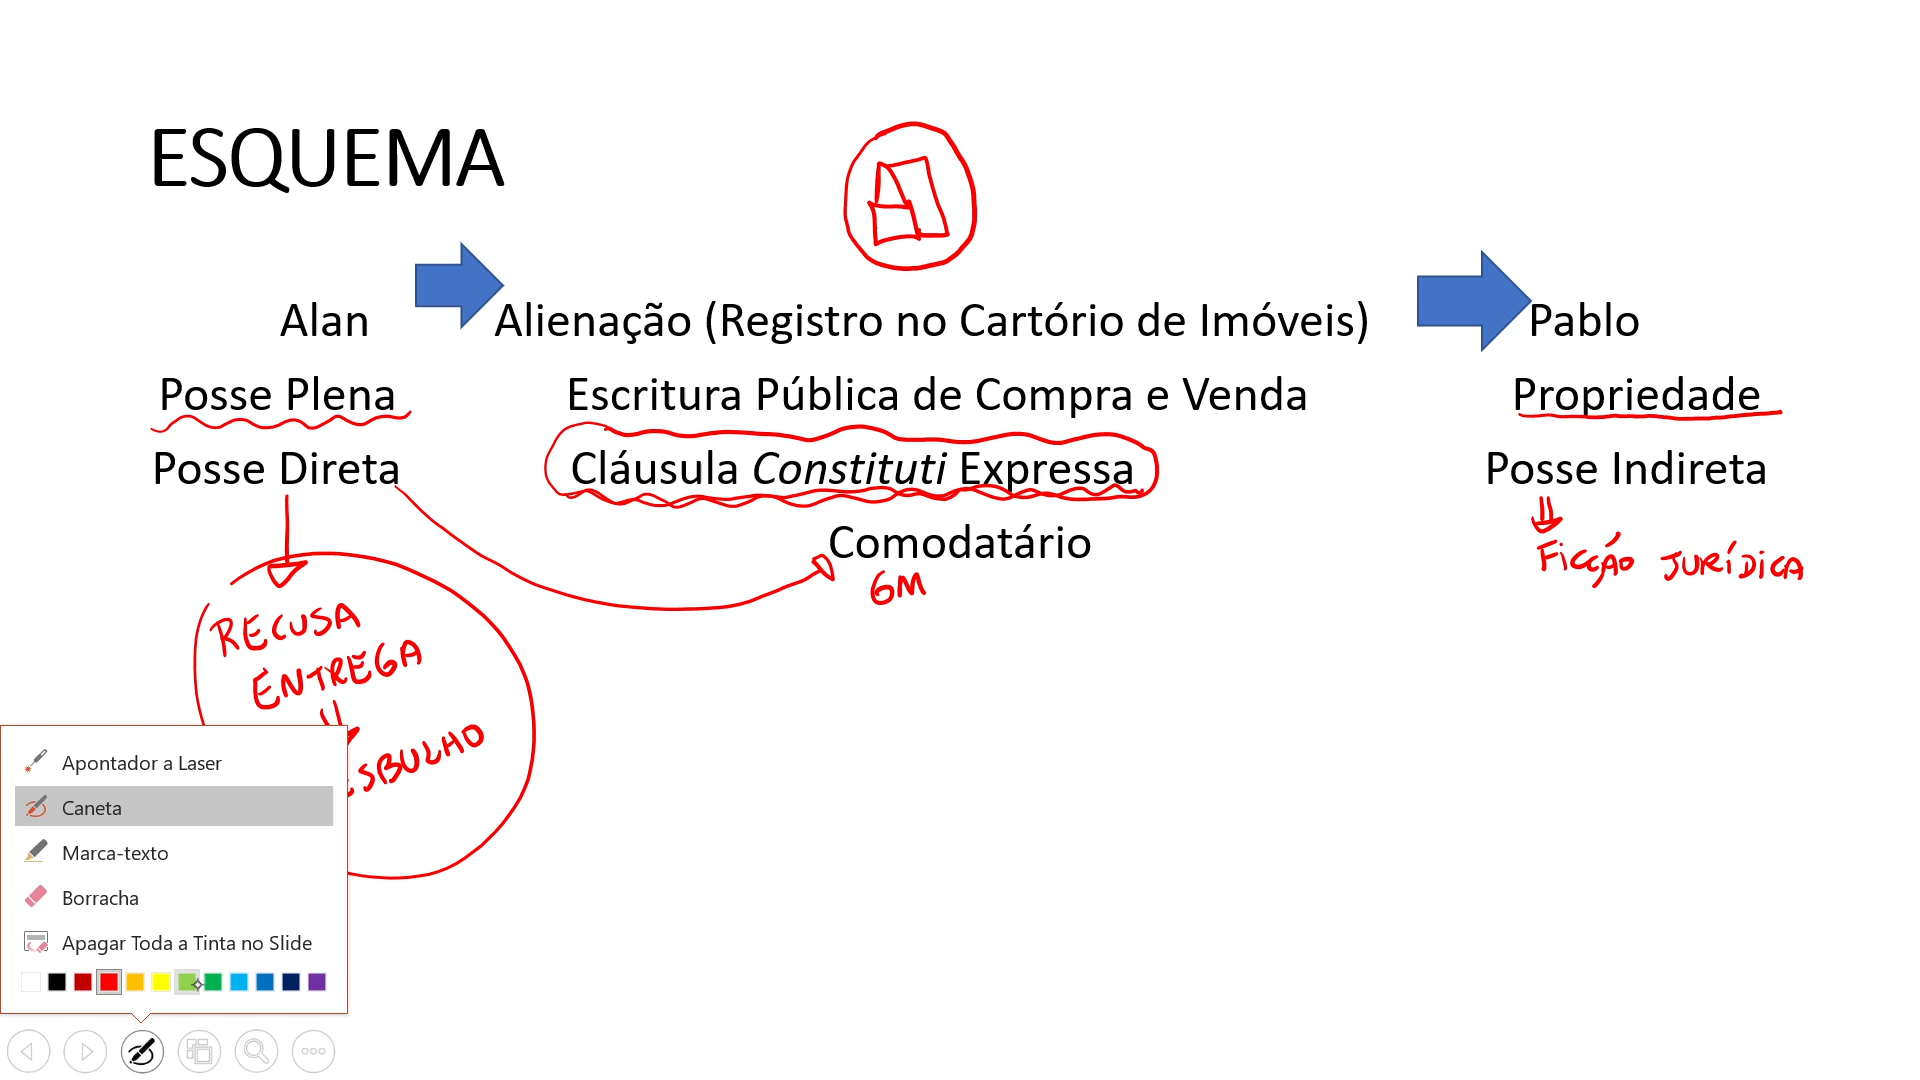 ESQUEMA
Alan
Alienação (Registro no Cartório de Imóveis)
Pablo
Posse Plena
Escritura Pública de Compra e Venda
Propriedade
Posse Direta
Cláusula Constituti Expressa
Posse Indireta
Comodatário
6M
FICÇÃO JURÍDICA
RECUSA
ENTREGA
ESBULHO
Apontador a Laser
Caneta
Marca-texto
Borracha
Apagar Toda a Tinta no Slide